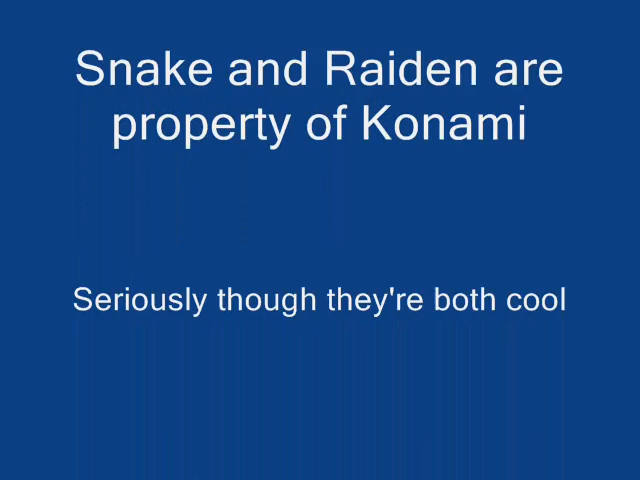 Snake and Raiden are
property of Konami
Seriously though they're both cool